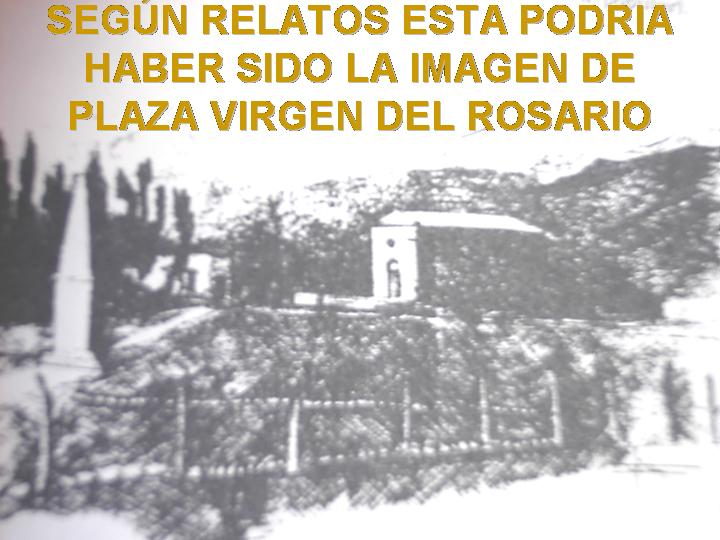 SEGÚN RELATOS ESTA PODRIA
HABER SIDO LA IMAGEN DE
PLAZA VIRGEN DEL ROSARIO